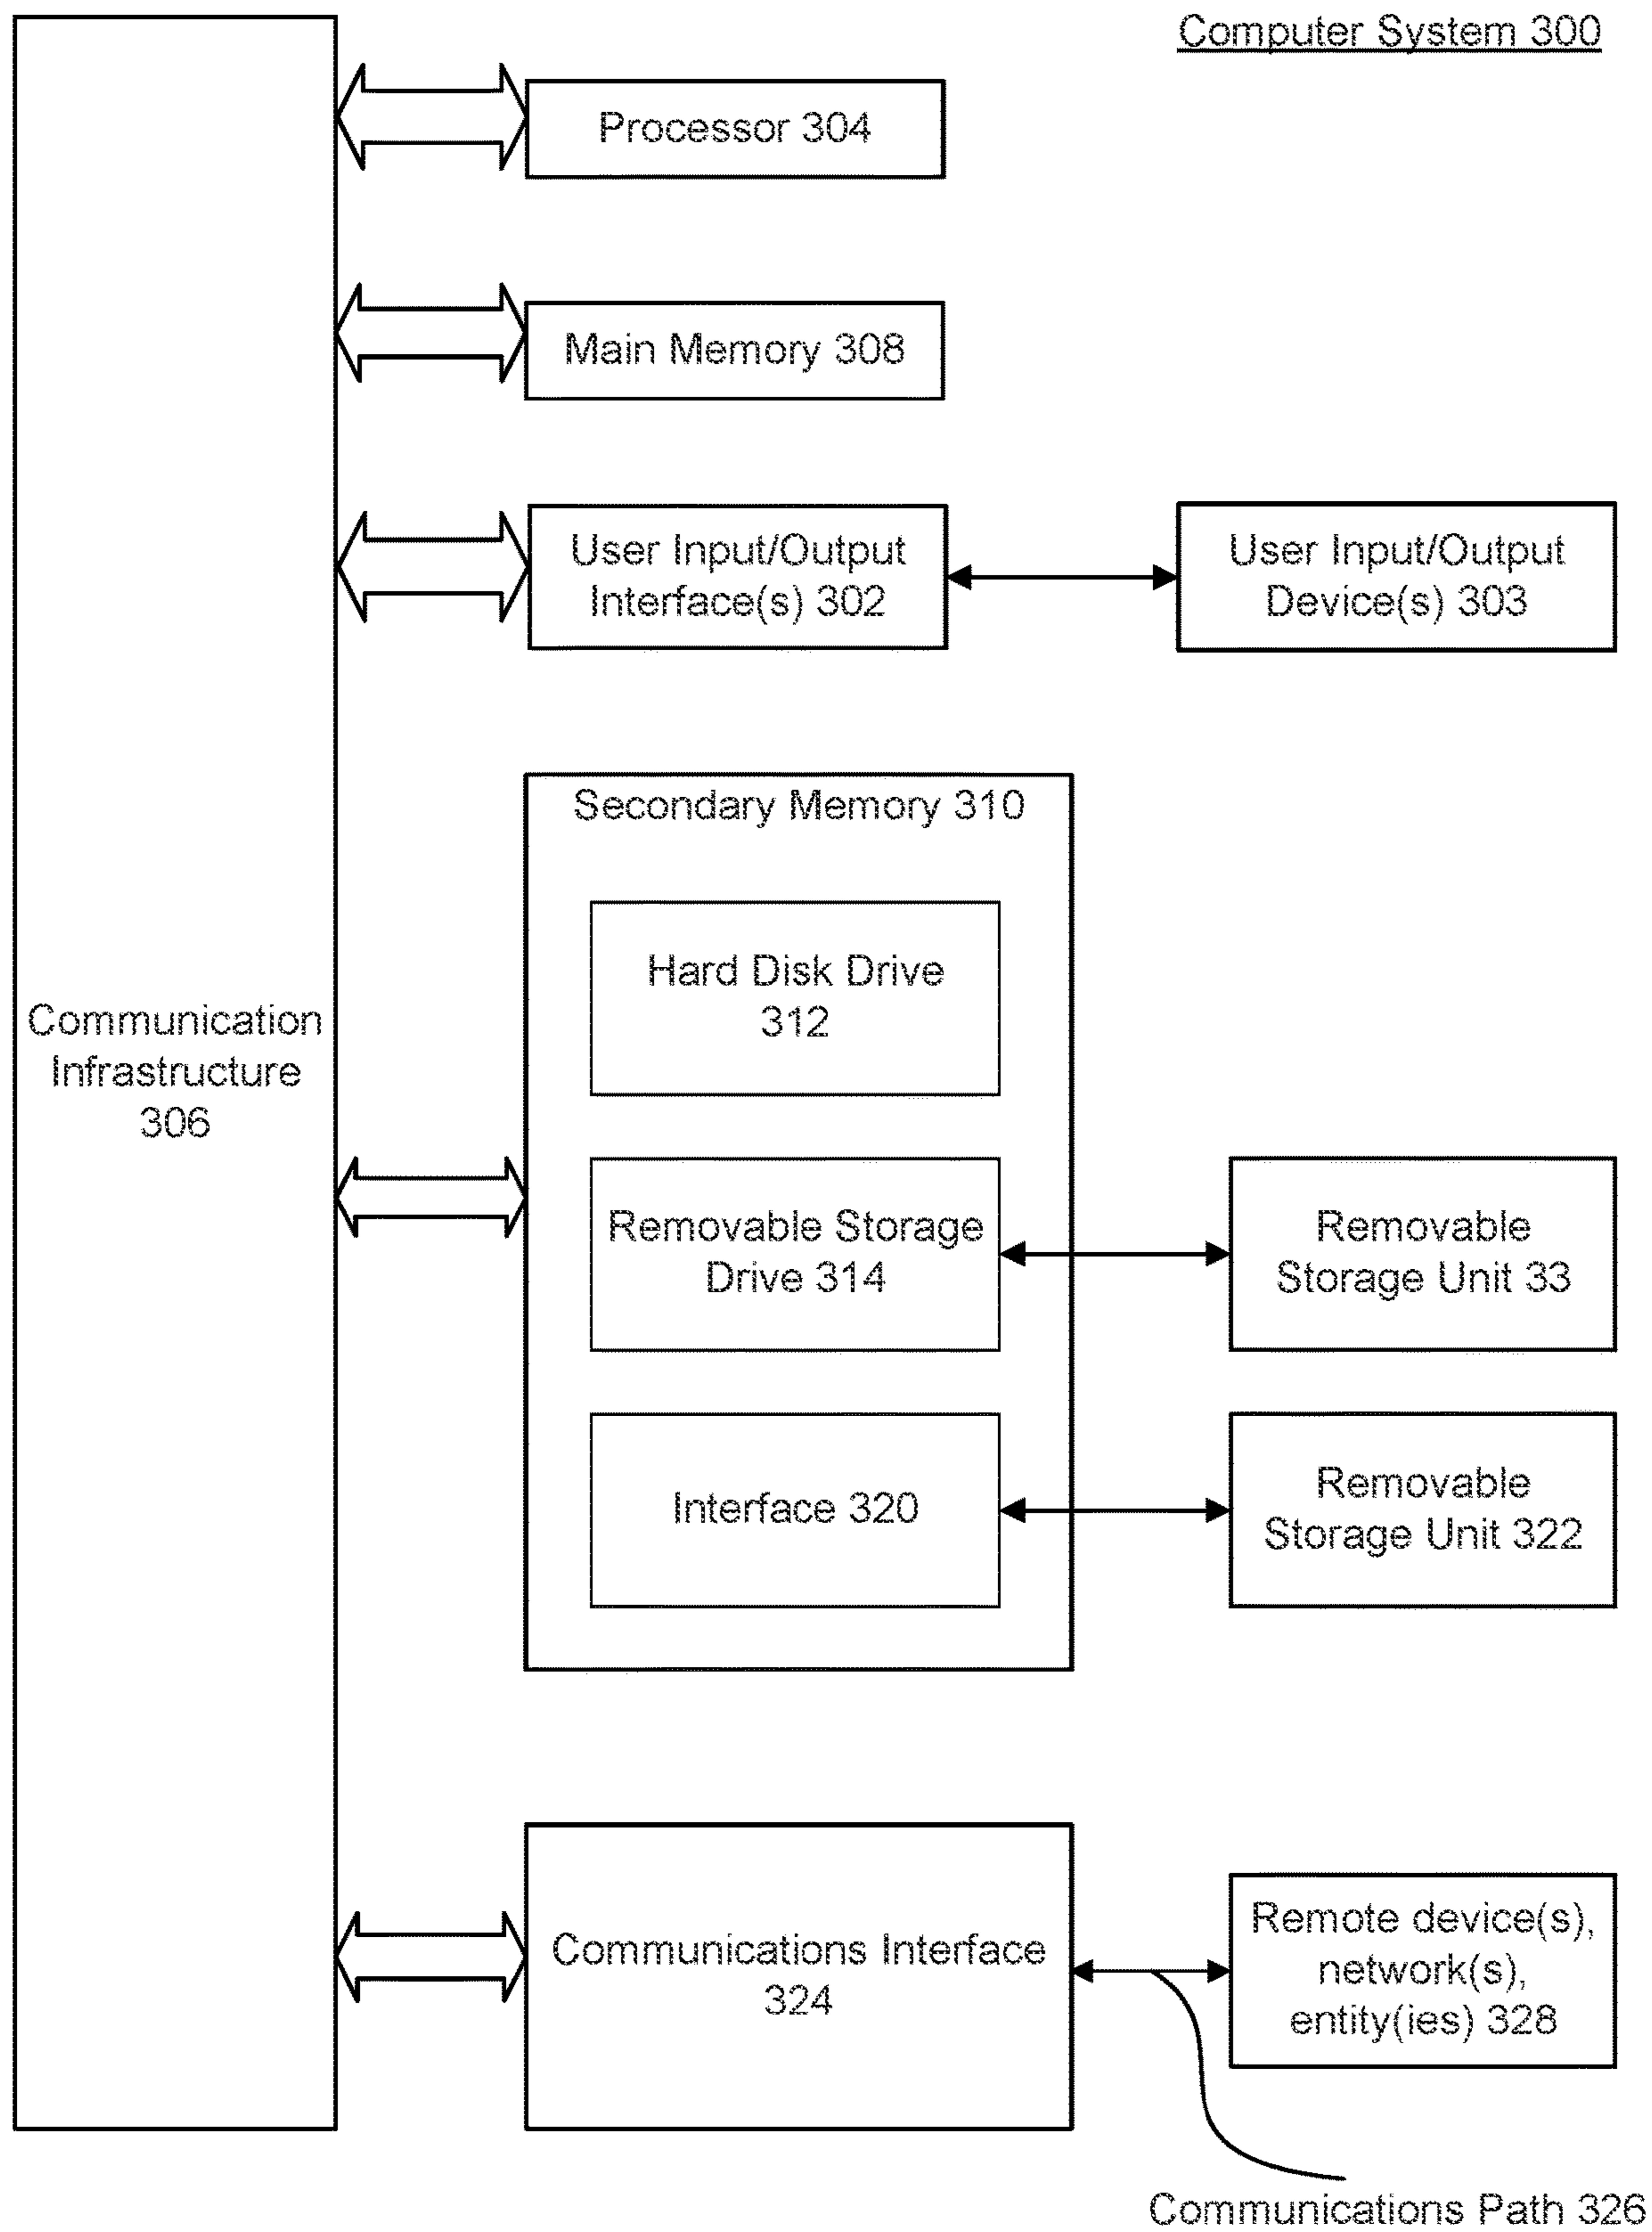 Computer System 300
Processor 304
Main Memory 308
User Input/Output
Interface(s) 302
User Input/Output
Device(s) 303
Secondary Memory 310
Hard Disk Drive
312
Communication
Infrastructure
306
Removable Storage
Drive 314
Removable
Storage Unit 33
Interface 320
Removable
Storage Unit 322
Communications Interface
324
Remote device(s),
network(s),
entity(ies) 328
Communications Path 326